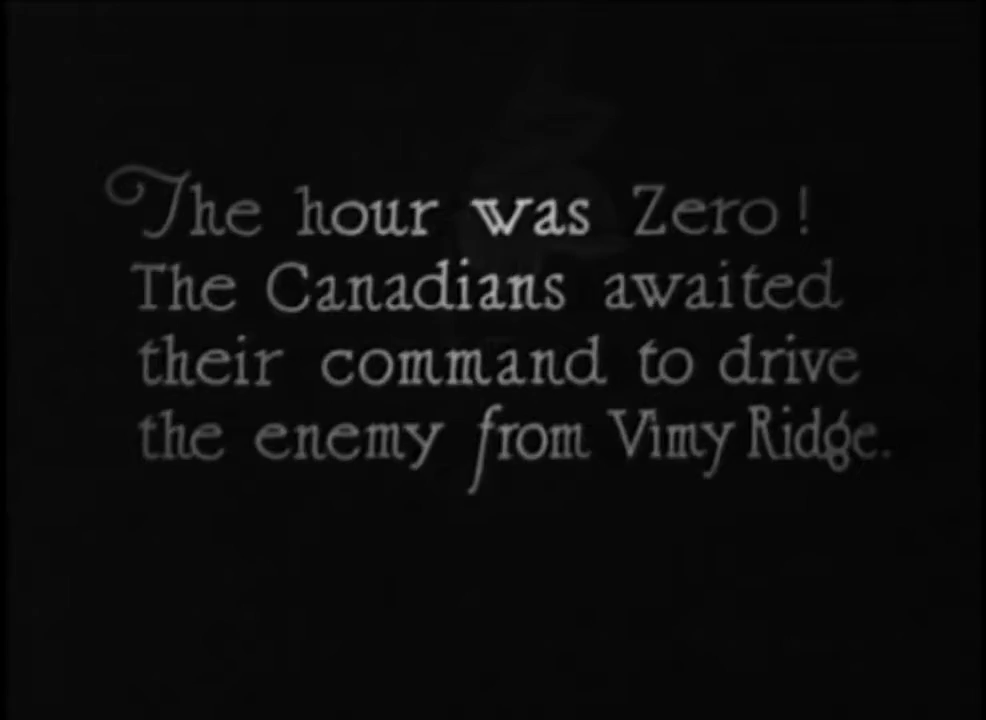 The hour was Zero!
The Canadians awaited
their command to drive
the enemy from Vimy Ridge.